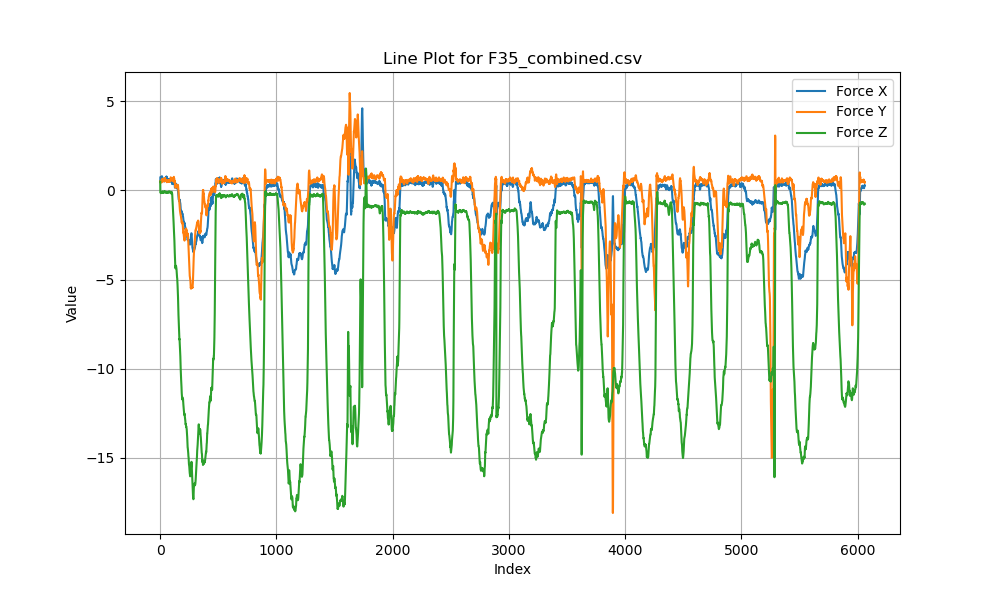 Line Plot for F35_combined.csv
Force X
Force Y
Force Z
5
0
−5
−10
−15
Value
0 1000 2000 3000 4000 5000 6000
Index